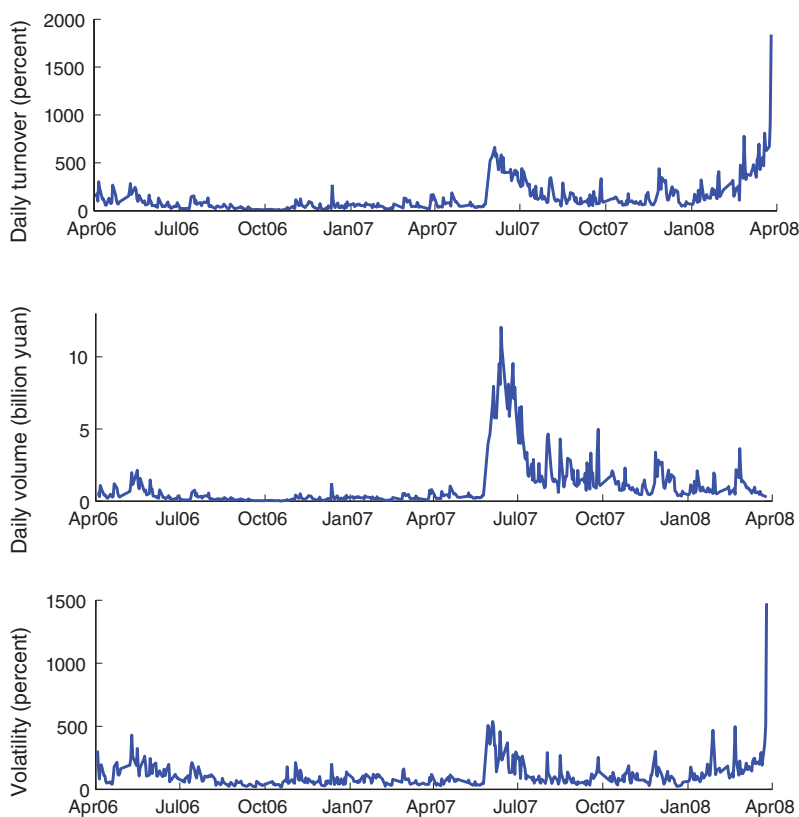 Daily turnover (percent)
2000
1500
1000
500
0
Apr06 Jul06 Oct06 Jan07 Apr07 Jul07 Oct07 Jan08 Apr08
Daily volume (billion yuan)
10
5
0
Apr06 Jul06 Oct06 Jan07 Apr07 Jul07 Oct07 Jan08 Apr08
Volatility (percent)
1500
1000
500
0
Apr06 Jul06 Oct06 Jan07 Apr07 Jul07 Oct07 Jan08 Apr08